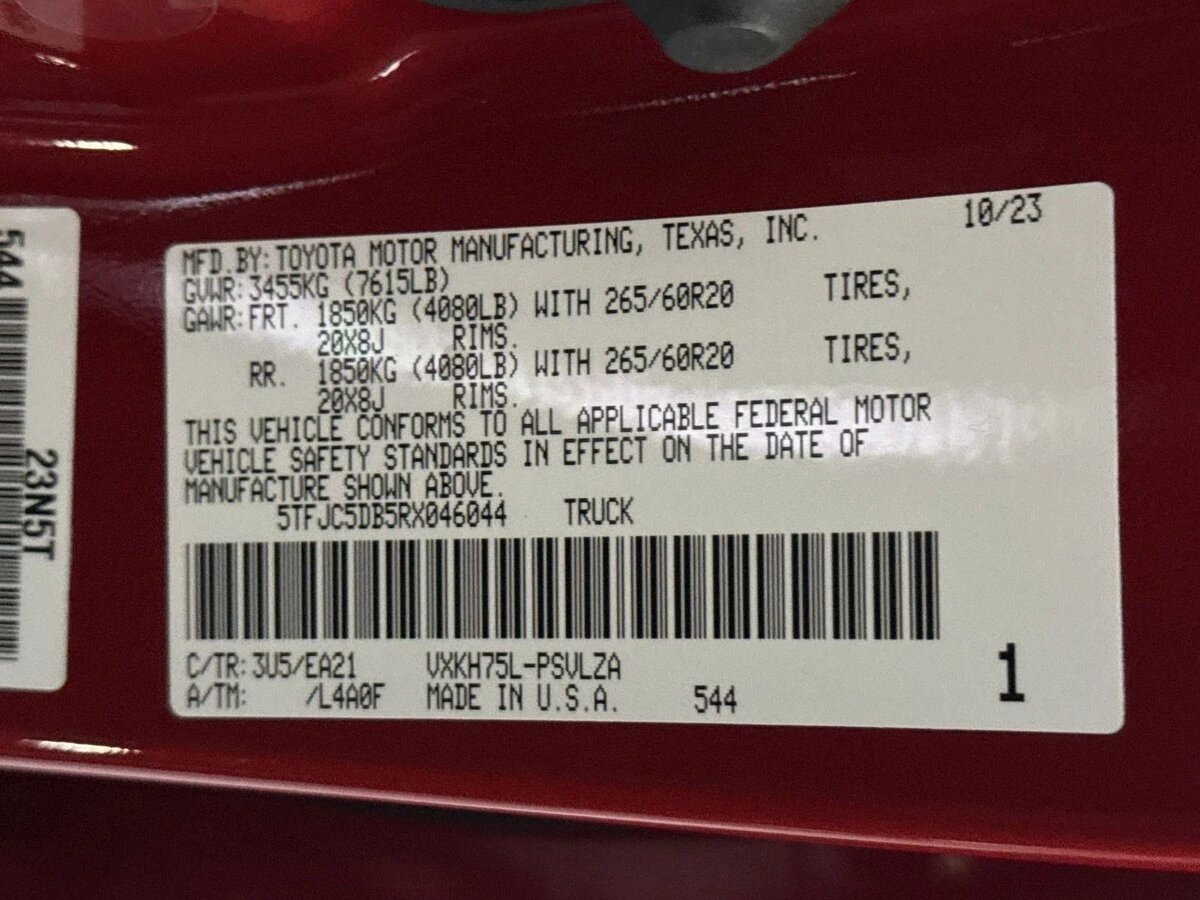 544
23N5T
10/23
MFD.BY: TOYOTA MOTOR MANUFACTURING, TEXAS, INC.
GVWR: 3455KG (7615LB)
GAWR: FRT. 1850KG (4080LB) WITH 265/60R20 TIRES,
20X8J RIMS.
RR. 1850KG (4080LB) WITH 265/60R20 TIRES,
20X8J RIMS.
THIS VEHICLE CONFORMS TO ALL APPLICABLE FEDERAL MOTOR
VEHICLE SAFETY STANDARDS IN EFFECT ON THE DATE OF
MANUFACTURE SHOWN ABOVE.
5TFJC5DB5RX046044 TRUCK
C/TR: 3U5/EA21 VXKH75L-PSVLZA
A/TM: /L4A0F MADE IN U.S.A. 544
1